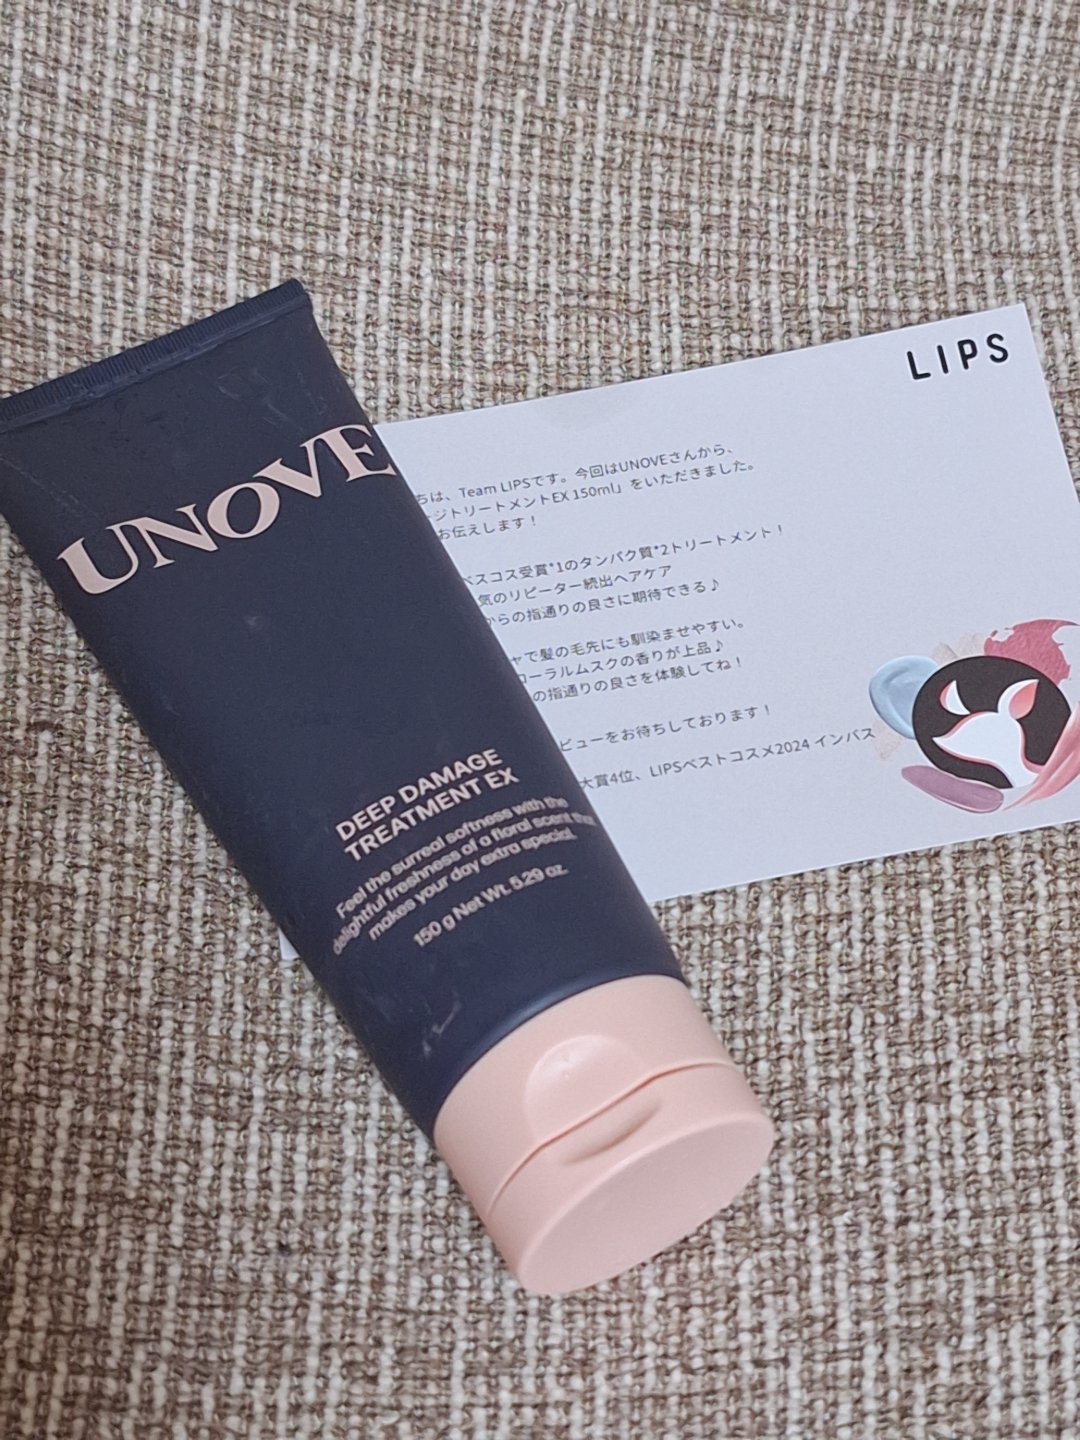 UNOVE
DEEP DAMAGE
TREATMENT EX
Feel the surreal softness with the
delightful freshness of a floral scent that
makes your day extra special.
150 g Net Wt. 5.29 oz.
LIPS
ちは、Team LIPSです。今回はUNOVEさんから、
ージトリートメントEX 150ml」をいただきました。
お伝えします！
ベスコス受賞*1のタンパク質*2トリートメント！
気のリピーター続出ヘアケア
からの指通りの良さに期待できる♪
ャで髪の毛先にも馴染ませやすい。
ローラルムスクの香りが上品♪
の指通りの良さを体験してね！
ビューをお待ちしております！
大賞4位、LIPSベストコスメ2024 インバス